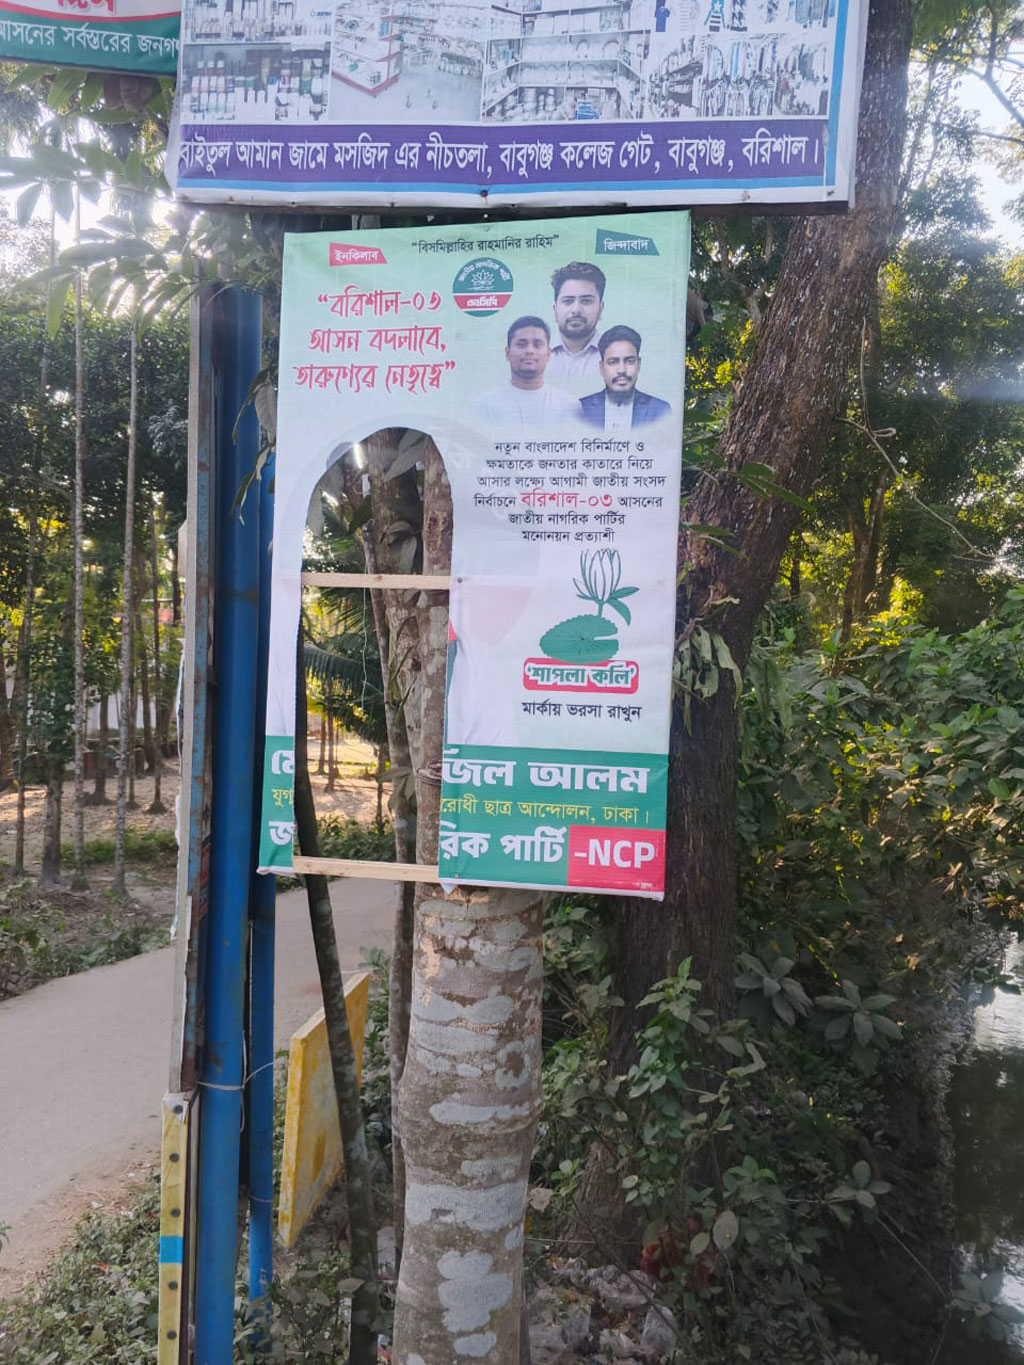 আসনের সর্বস্তরের জনগণ
বাইতুল আমান জামে মসজিদ এর নীচতলা, বাবুগঞ্জ কলেজ গেট, বাবুগঞ্জ, বরিশাল।
ইনকিলাব
“বিসমিল্লাহির রাহমানির রাহিম”
জিন্দাবাদ
“বরিশাল-০৩
আসন বদলাবে,
তারুণ্যের নেতৃত্বে”
এনসিপি
নতুন বাংলাদেশ বিনির্মাণে ও
ক্ষমতাকে জনতার কাতারে নিয়ে
আসার লক্ষ্যে আগামী জাতীয় সংসদ
নির্বাচনে বরিশাল-০৩ আসনের
জাতীয় নাগরিক পার্টির
মনোনয়ন প্রত্যাশী
‘শাপলা কলি’
মার্কায় ভরসা রাখুন
মো জিল আলম
যুগ রোধী ছাত্র আন্দোলন, ঢাকা।
জ রিক পার্টি -NCP